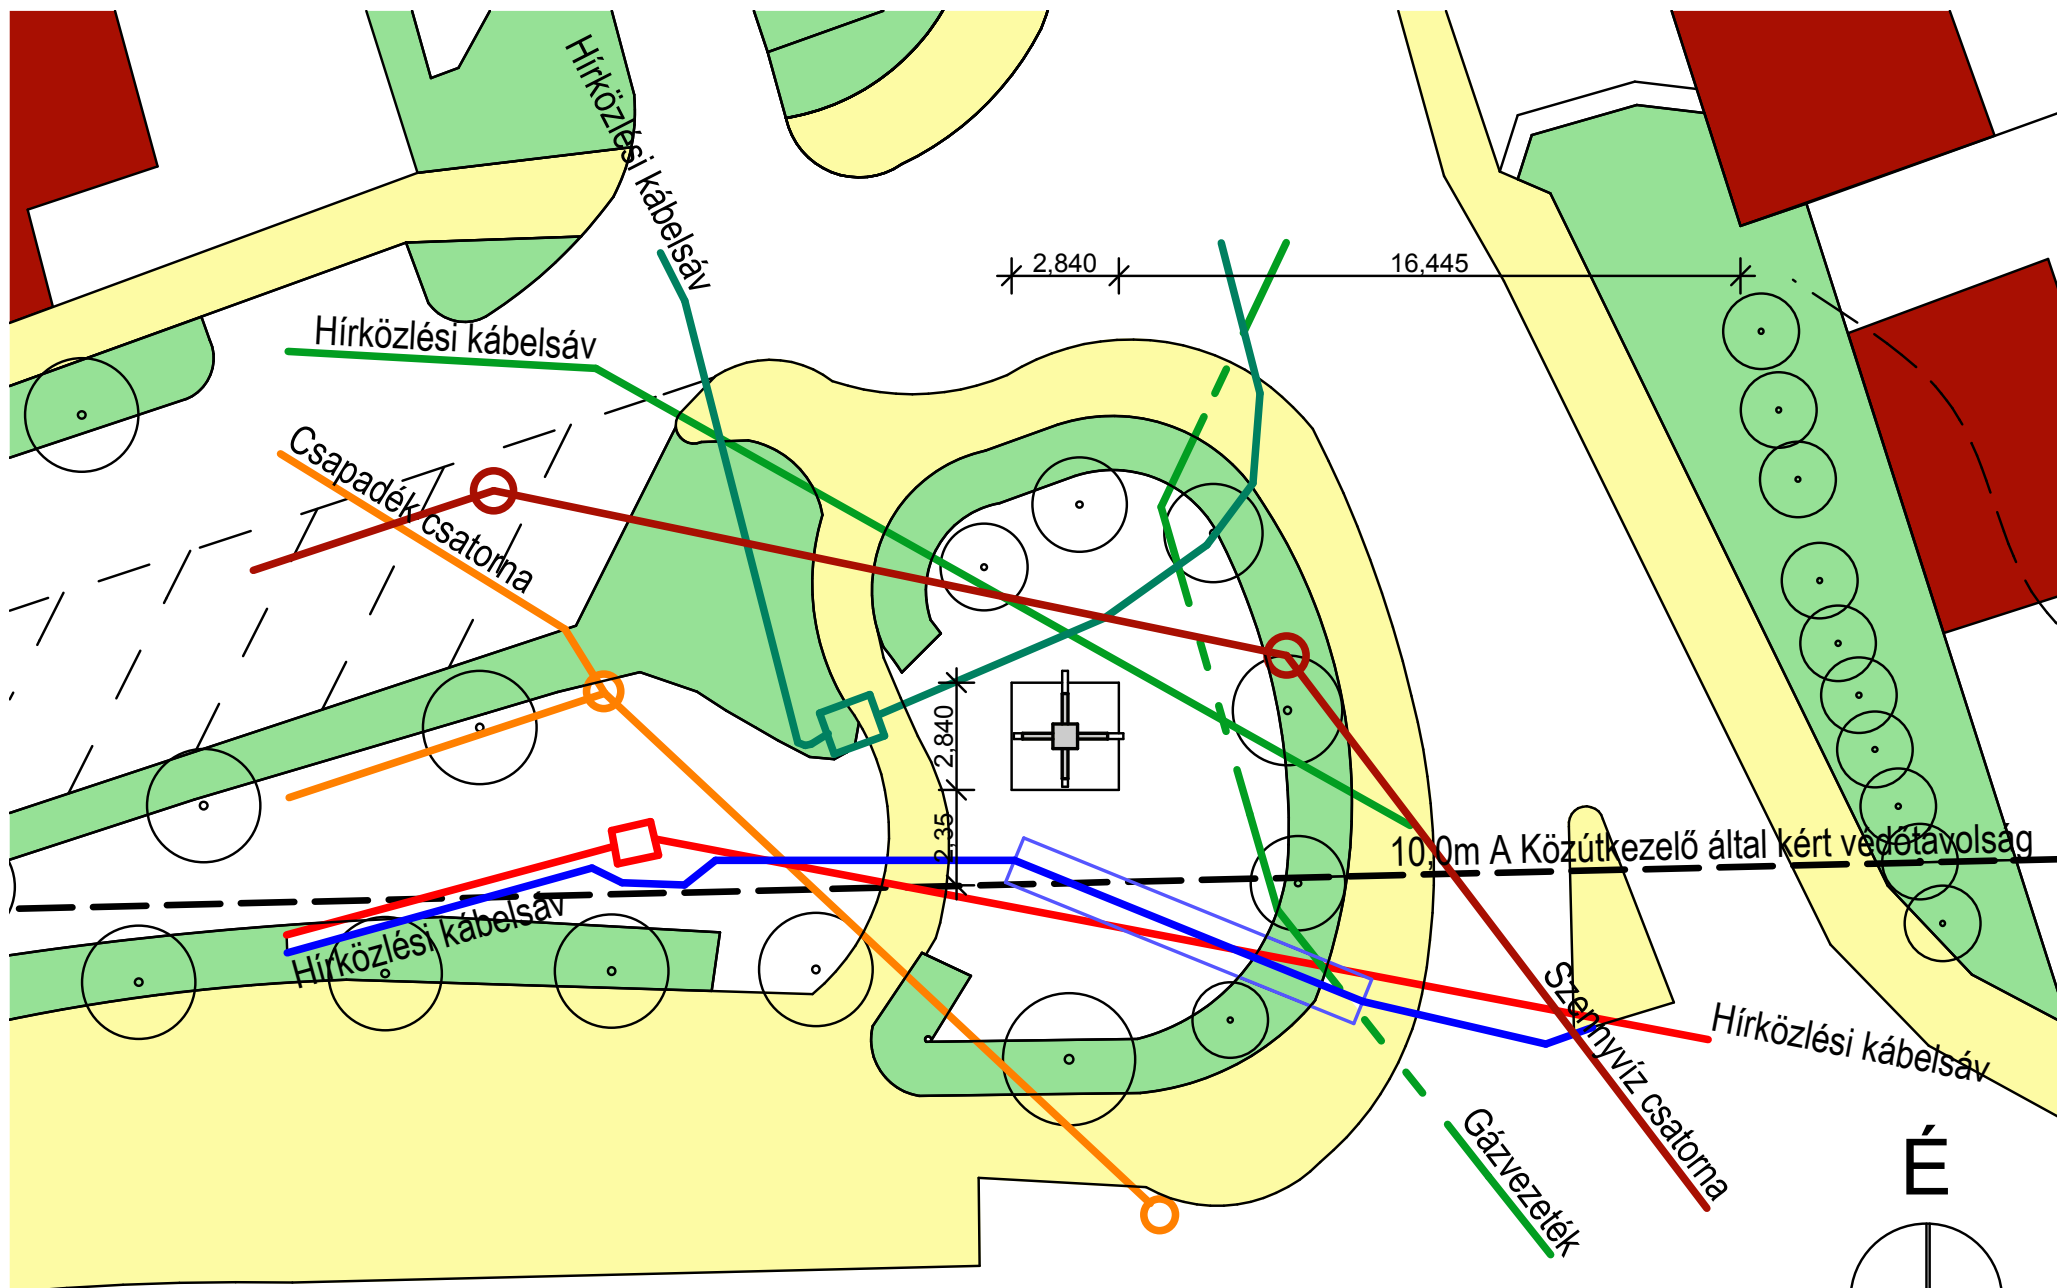 Hírközlési kábelsáv
2,840
16,445
Hírközlési kábelsáv
Csapadék csatorna
2,840
2,35
10,0m A Közútkezelő által kért védőtávolság
Hírközlési kábelsáv
Szennyvíz csatorna
Hírközlési kábelsáv
Gázvezeték
É